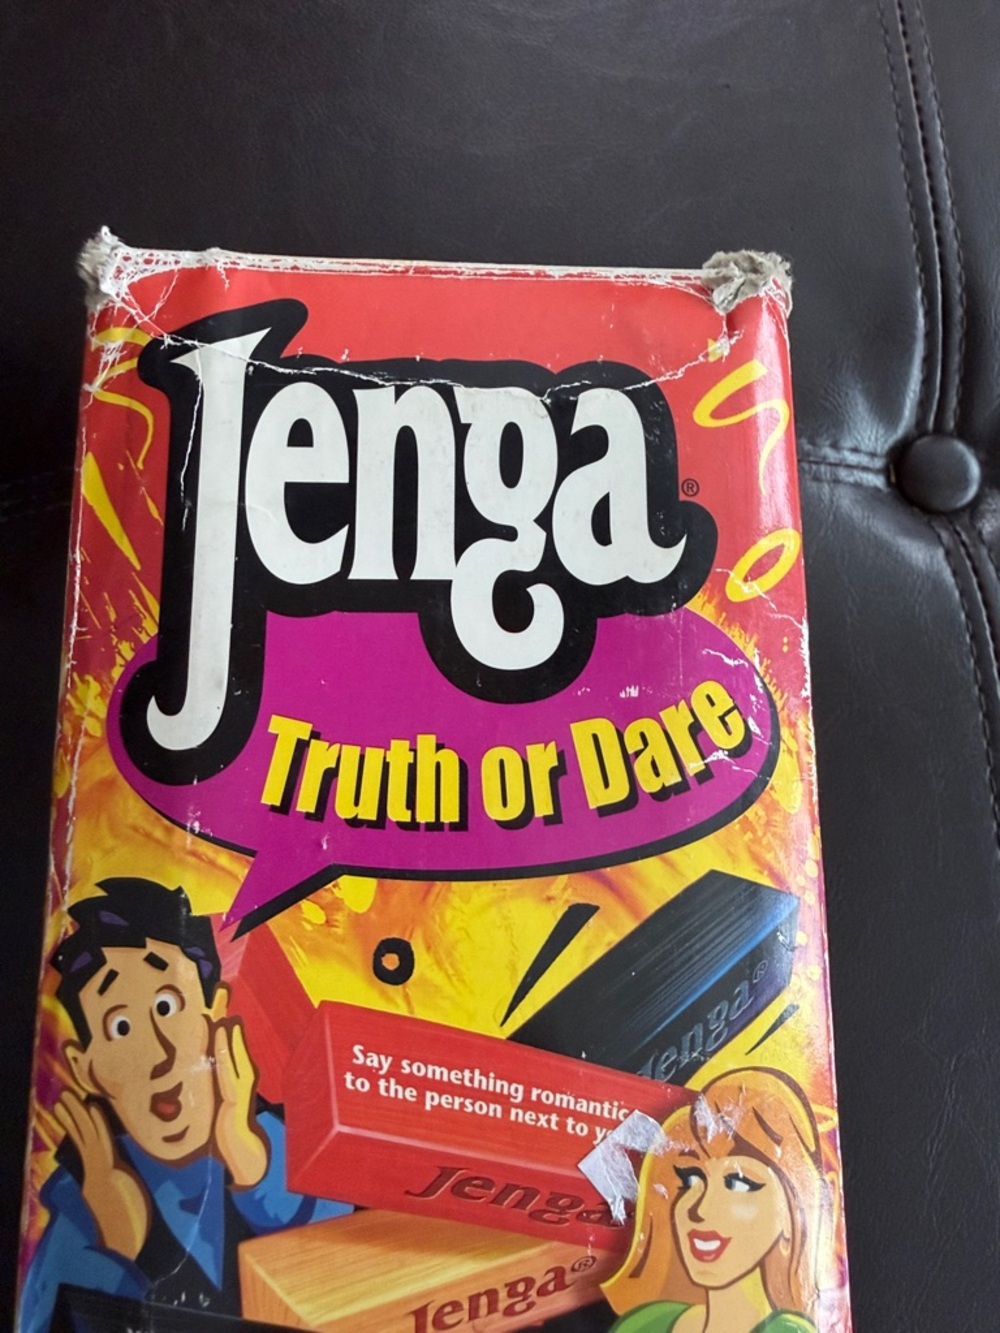 Jenga®
Truth or Dare
Jenga®
Say something romantic
to the person next to
Jenga
Jenga®